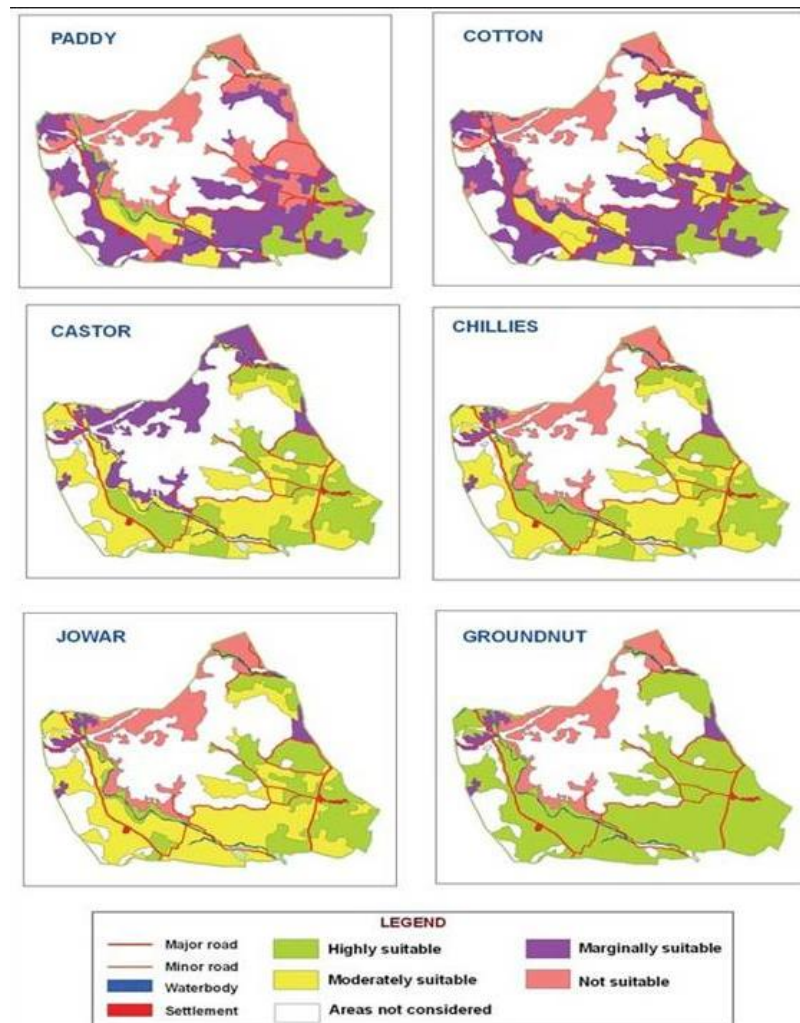 PADDY
COTTON
CASTOR
CHILLIES
JOWAR
GROUNDNUT
LEGEND
Major road
Minor road
Waterbody
Settlement
Highly suitable
Moderately suitable
Areas not considered
Marginally suitable
Not suitable